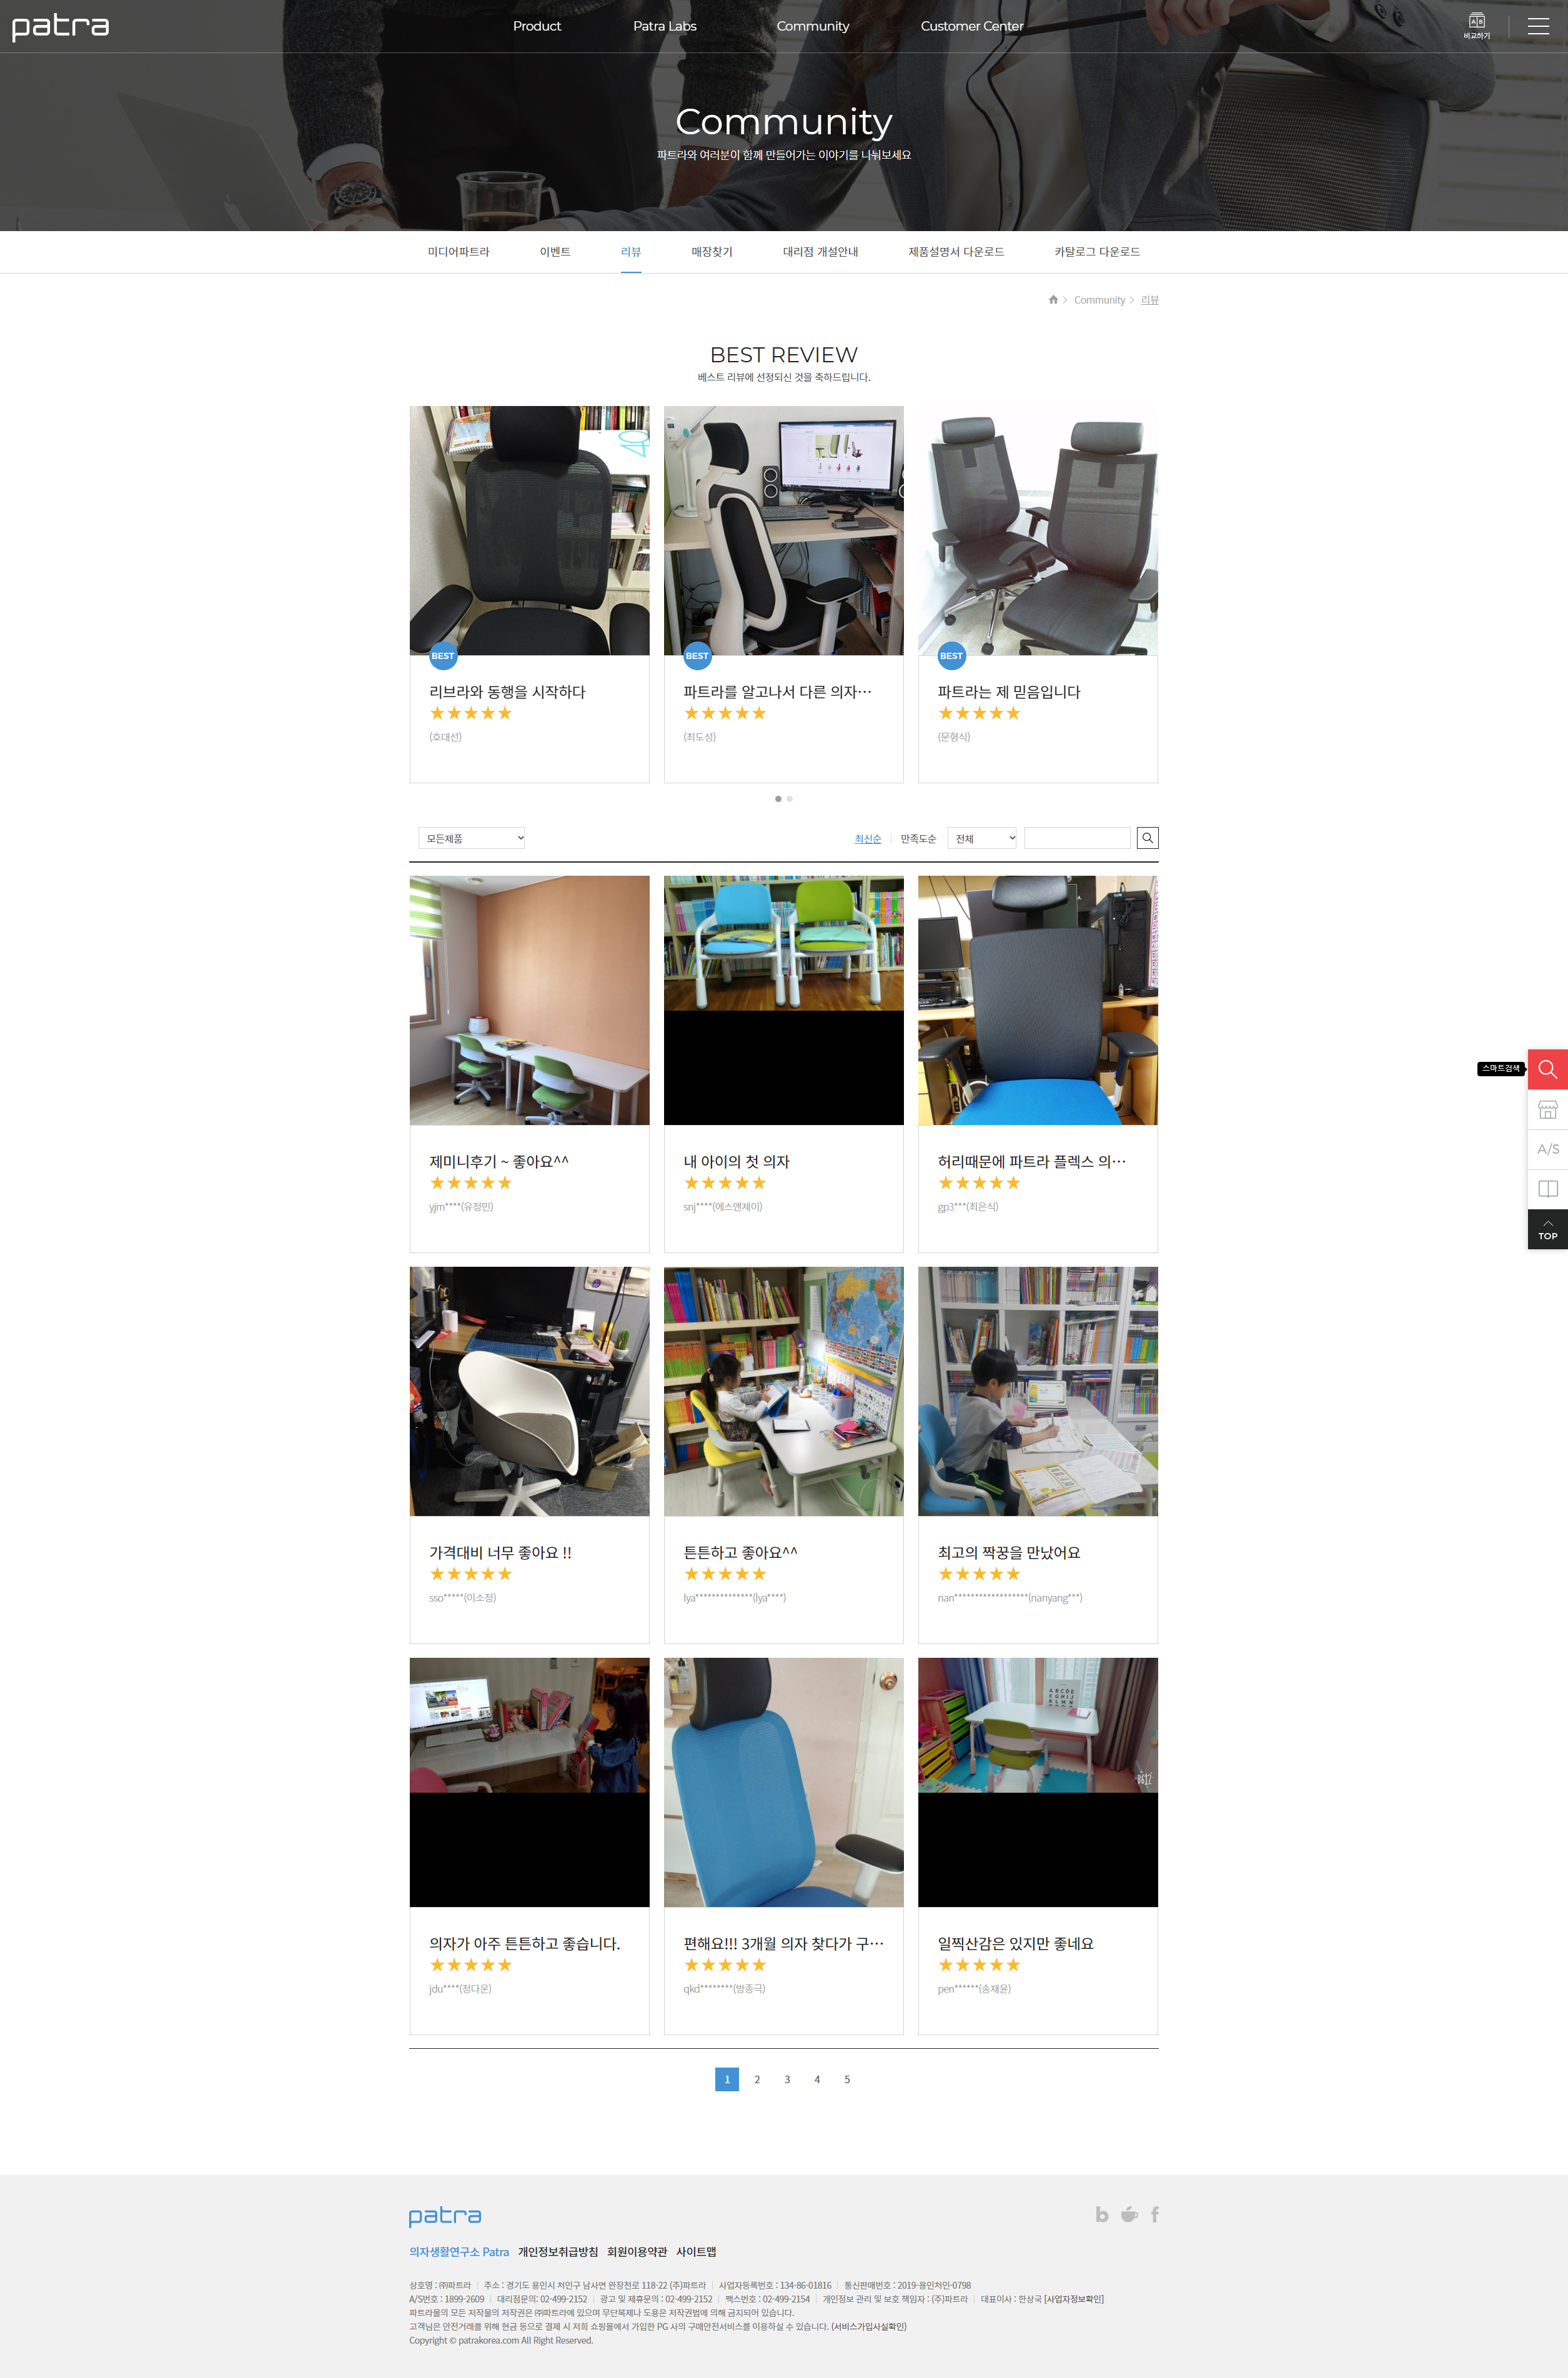 patra
Product Patra Labs Community Customer Center
비교하기
Community
파트라와 여러분이 함께 만들어가는 이야기를 나눠보세요
미디어파트라 이벤트 리뷰 매장찾기 대리점 개설안내 제품설명서 다운로드 카탈로그 다운로드
Community 리뷰
BEST REVIEW
베스트 리뷰에 선정되신 것을 축하드립니다.
BEST BEST BEST
리브라와 동행을 시작하다
(호대선)
파트라를 알고나서 다른 의자…
(최도성)
파트라는 제 믿음입니다
(문형식)
모든제품 최신순 만족도순 전체
스마트검색
A/S
TOP
제미니후기 ~ 좋아요^^
yjm****(유정민)
내 아이의 첫 의자
snj****(에스앤제이)
허리때문에 파트라 플렉스 의…
gp3***(최은식)
가격대비 너무 좋아요 !!
sso*****(이소정)
튼튼하고 좋아요^^
lya**************(lya****)
최고의 짝꿍을 만났어요
nan******************(nanyang***)
의자가 아주 튼튼하고 좋습니다.
jdu****(정다운)
편해요!!! 3개월 의자 찾다가 구…
qkd********(방종극)
일찍산감은 있지만 좋네요
pen******(송재윤)
1 2 3 4 5
patra
의자생활연구소 Patra 개인정보취급방침 회원이용약관 사이트맵
상호명 : ㈜파트라 주소 : 경기도 용인시 처인구 남사면 완장천로 118-22 (주)파트라 사업자등록번호 : 134-86-01816 통신판매번호 : 2019-용인처인-0798
A/S번호 : 1899-2609 대리점문의: 02-499-2152 광고 및 제휴문의 : 02-499-2152 팩스번호 : 02-499-2154 개인정보 관리 및 보호 책임자 : (주)파트라 대표이사 : 한상국 [사업자정보확인]
파트라몰의 모든 저작물의 저작권은 ㈜파트라에 있으며 무단복제나 도용은 저작권법에 의해 금지되어 있습니다.
고객님은 안전거래를 위해 현금 등으로 결제 시 저희 쇼핑몰에서 가입한 PG 사의 구매안전서비스를 이용하실 수 있습니다. (서비스가입사실확인)
Copyright © patrakorea.com All Right Reserved.